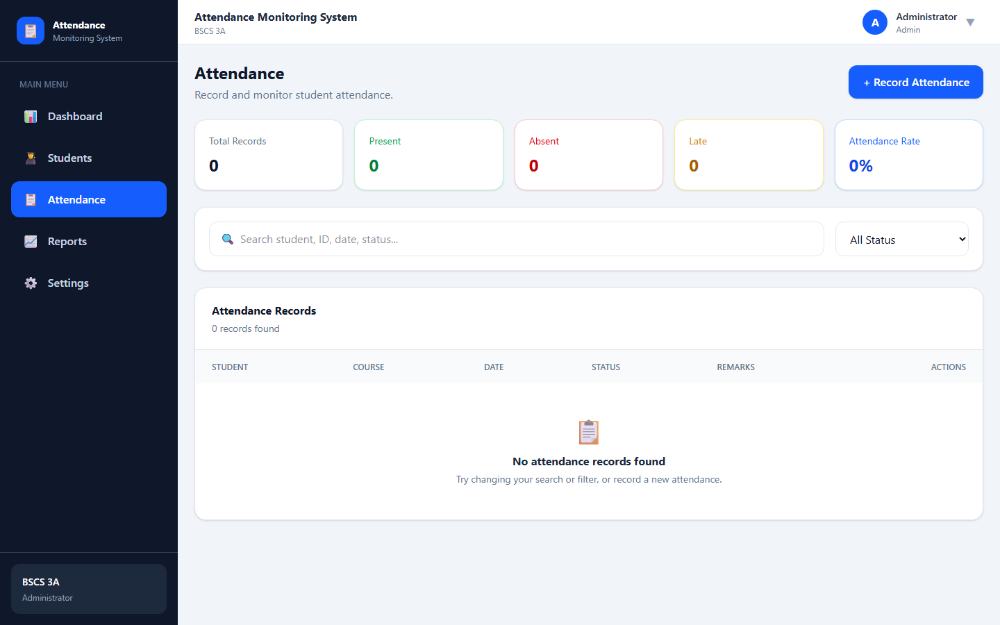 Attendance
Monitoring System
MAIN MENU
Dashboard
Students
Attendance
Reports
Settings
BSCS 3A
Administrator
Attendance Monitoring System
BSCS 3A
A
Administrator
Admin
Attendance
Record and monitor student attendance.
+ Record Attendance
Total Records
0
Present
0
Absent
0
Late
0
Attendance Rate
0%
Search student, ID, date, status...
All Status
Attendance Records
0 records found
STUDENT COURSE DATE STATUS REMARKS ACTIONS
No attendance records found
Try changing your search or filter, or record a new attendance.